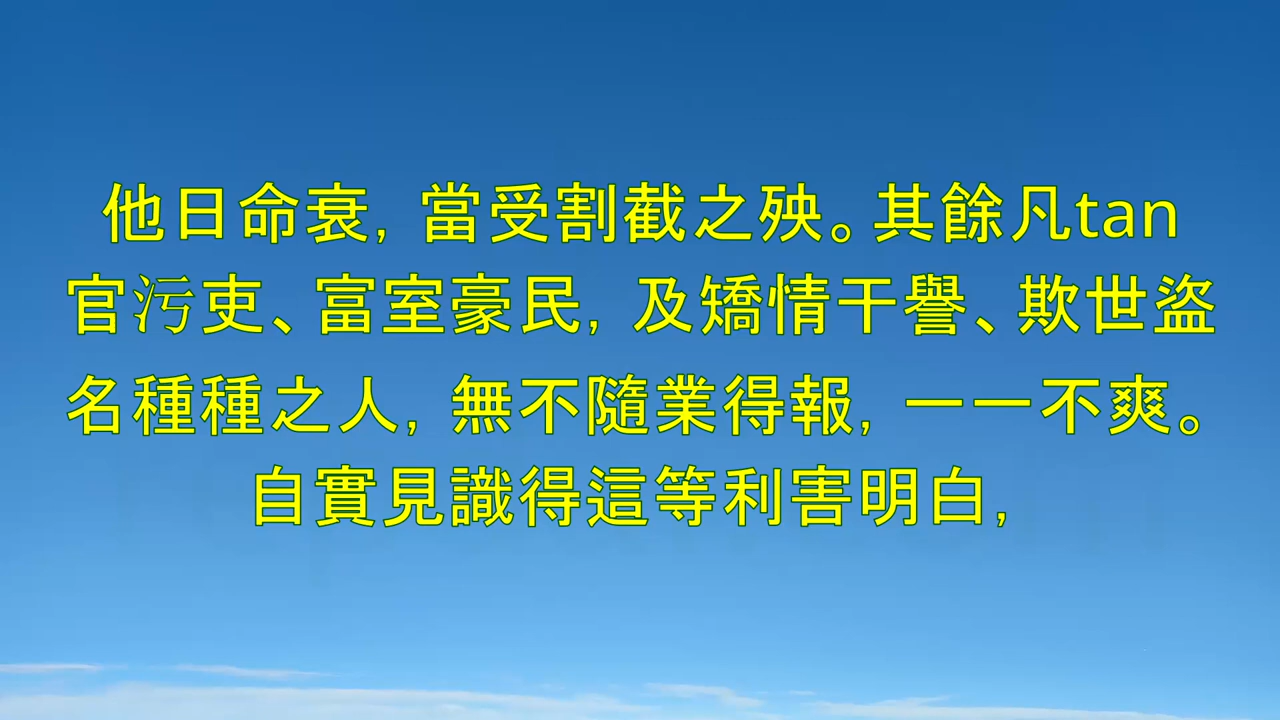 他日命衰,當受割截之殃。其餘凡tan
官污吏、富室豪民,及矯情干譽、欺世盜
名種種之人,無不隨業得報,一一不爽。
自實見識得這等利害明白,